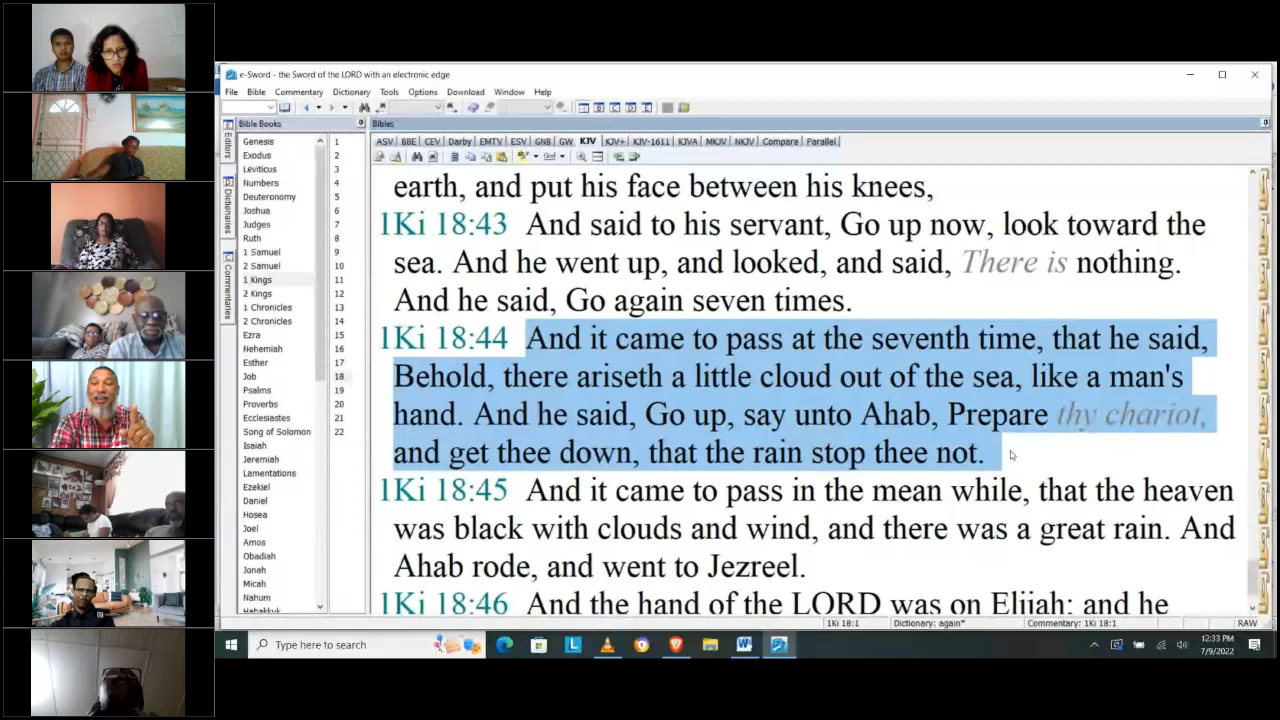 e-Sword - the Sword of the LORD with an electronic edge
File Bible Commentary Dictionary Tools Options Download Window Help
Bible Books
Bibles
Editors
Dictionaries
Commentaries
ASV BBE CEV Darby EMTV ESV GNB GW KJV KJV+ KJV-1611 KJVA MKJV NKJV Compare Parallel
Genesis 1
Exodus 2
Leviticus 3
Numbers 4
Deuteronomy 5
Joshua 6
Judges 7
Ruth 8
1 Samuel 9
2 Samuel 10
1 Kings 11
2 Kings 12
1 Chronicles 13
2 Chronicles 14
Ezra 15
Nehemiah 16
Esther 17
Job 18
Psalms 19
Proverbs 20
Ecclesiastes 21
Song of Solomon 22
Isaiah
Jeremiah
Lamentations
Ezekiel
Daniel
Hosea
Joel
Amos
Obadiah
Jonah
Micah
Nahum
Habakkuk
earth, and put his face between his knees,
1Ki 18:43 And said to his servant, Go up now, look toward the
sea. And he went up, and looked, and said, There is nothing.
And he said, Go again seven times.
1Ki 18:44 And it came to pass at the seventh time, that he said,
Behold, there ariseth a little cloud out of the sea, like a man's
hand. And he said, Go up, say unto Ahab, Prepare thy chariot,
and get thee down, that the rain stop thee not.
1Ki 18:45 And it came to pass in the mean while, that the heaven
was black with clouds and wind, and there was a great rain. And
Ahab rode, and went to Jezreel.
1Ki 18:46 And the hand of the LORD was on Elijah; and he
1Ki 18:1 Dictionary: again* Commentary: 1Ki 18:1 RAW
Type here to search
12:33 PM
7/9/2022